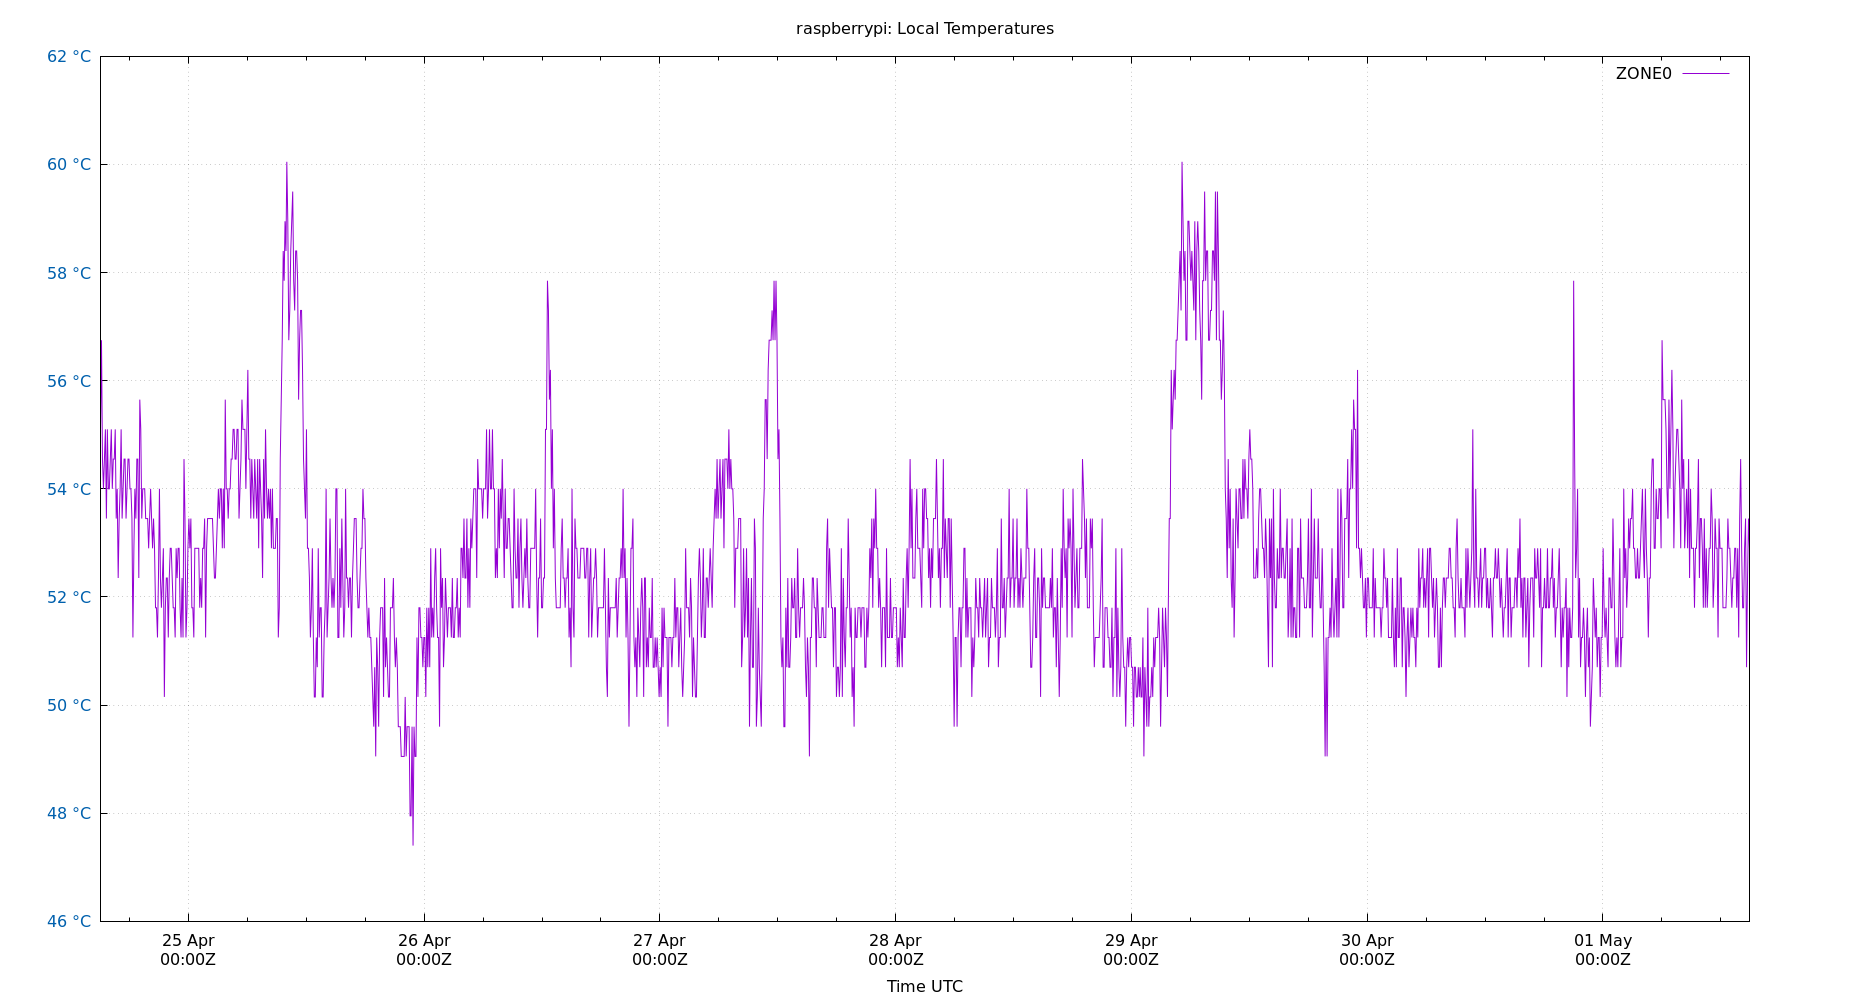 raspberrypi: Local Temperatures
62 °C
ZONE0
60 °C
58 °C
56 °C
54 °C
52 °C
50 °C
48 °C
46 °C
25 Apr 26 Apr 27 Apr 28 Apr 29 Apr 30 Apr 01 May
00:00Z 00:00Z 00:00Z 00:00Z 00:00Z 00:00Z 00:00Z
Time UTC